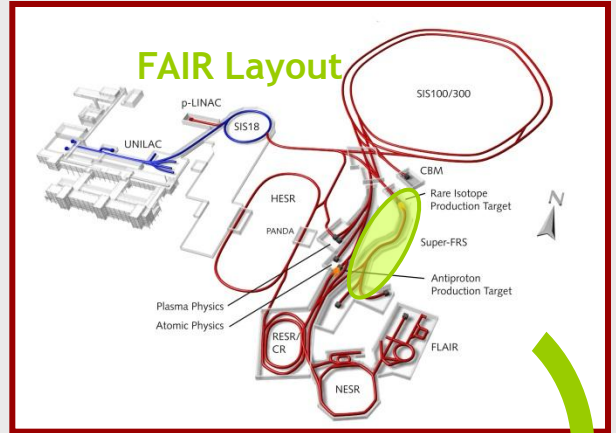 FAIR Layout
p-LINAC
SIS18
UNILAC
SIS100/300
CBM
HESR
Rare Isotope
Production Target
PANDA
N
Super-FRS
Plasma Physics
Atomic Physics
Antiproton
Production Target
RESR/
CR
FLAIR
NESR